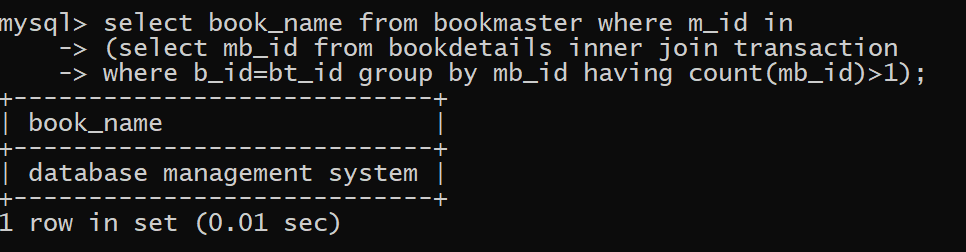 mysql> select book_name from bookmaster where m_id in
    -> (select mb_id from bookdetails inner join transaction
    -> where b_id=bt_id group by mb_id having count(mb_id)>1);
+----------------------------+
| book_name                  |
+----------------------------+
| database management system |
+----------------------------+
1 row in set (0.01 sec)